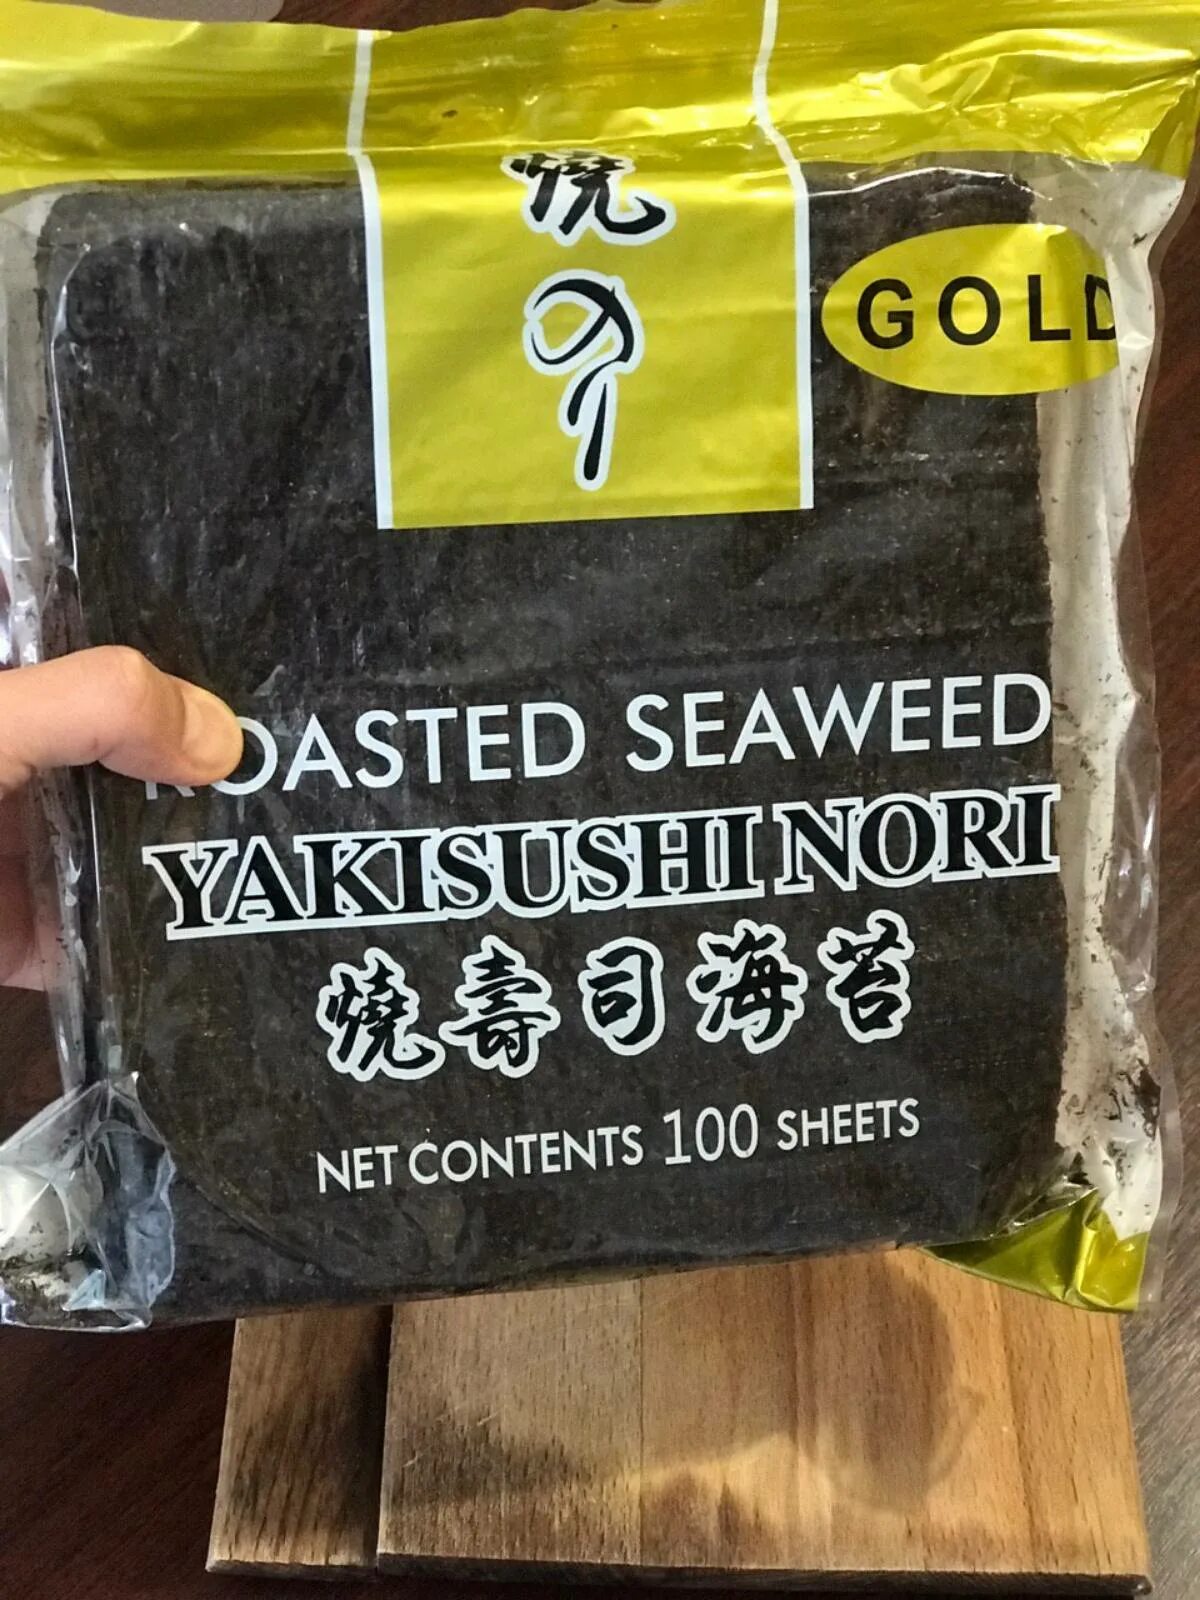 焼のり
GOLD
ROASTED SEAWEED
YAKISUSHI NORI
燒壽司海苔
NET CONTENTS 100 SHEETS